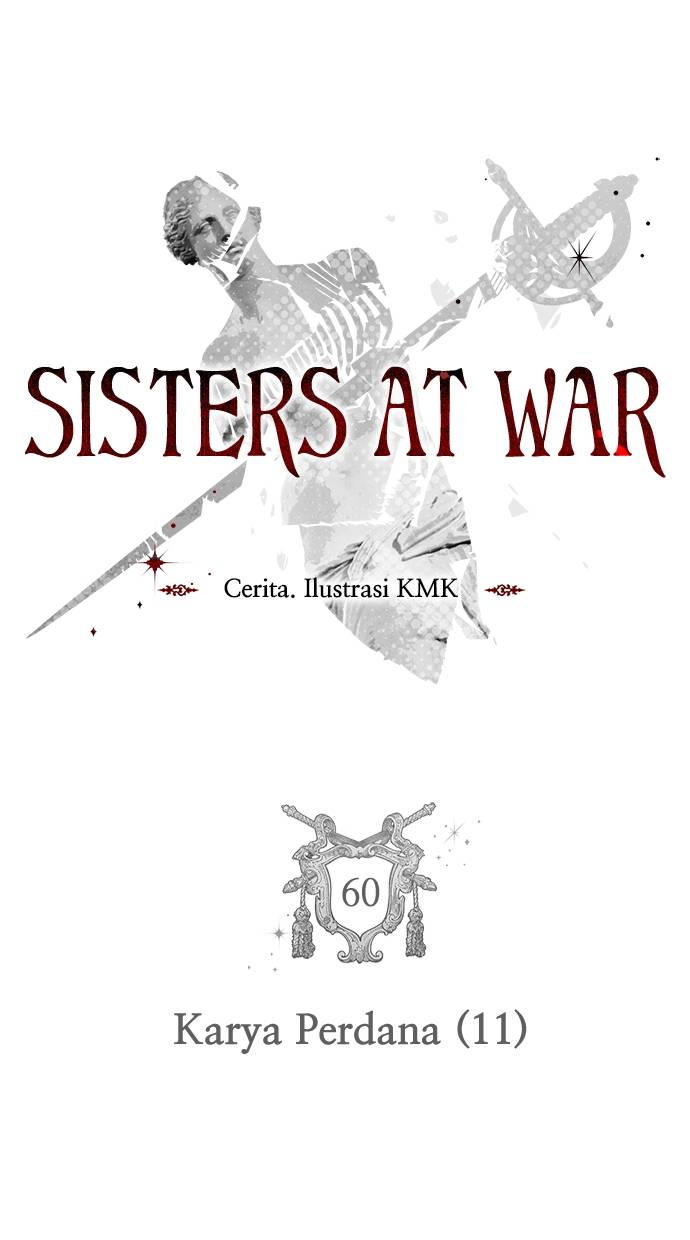 SISTERS AT WAR
Cerita. Ilustrasi KMK
60
Karya Perdana (11)